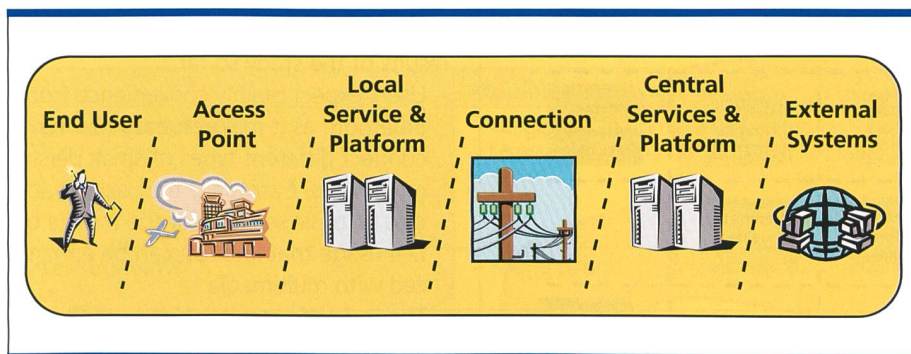 End User
Access
Point
Local
Service &
Platform
Connection
Central
Services &
Platform
External
Systems